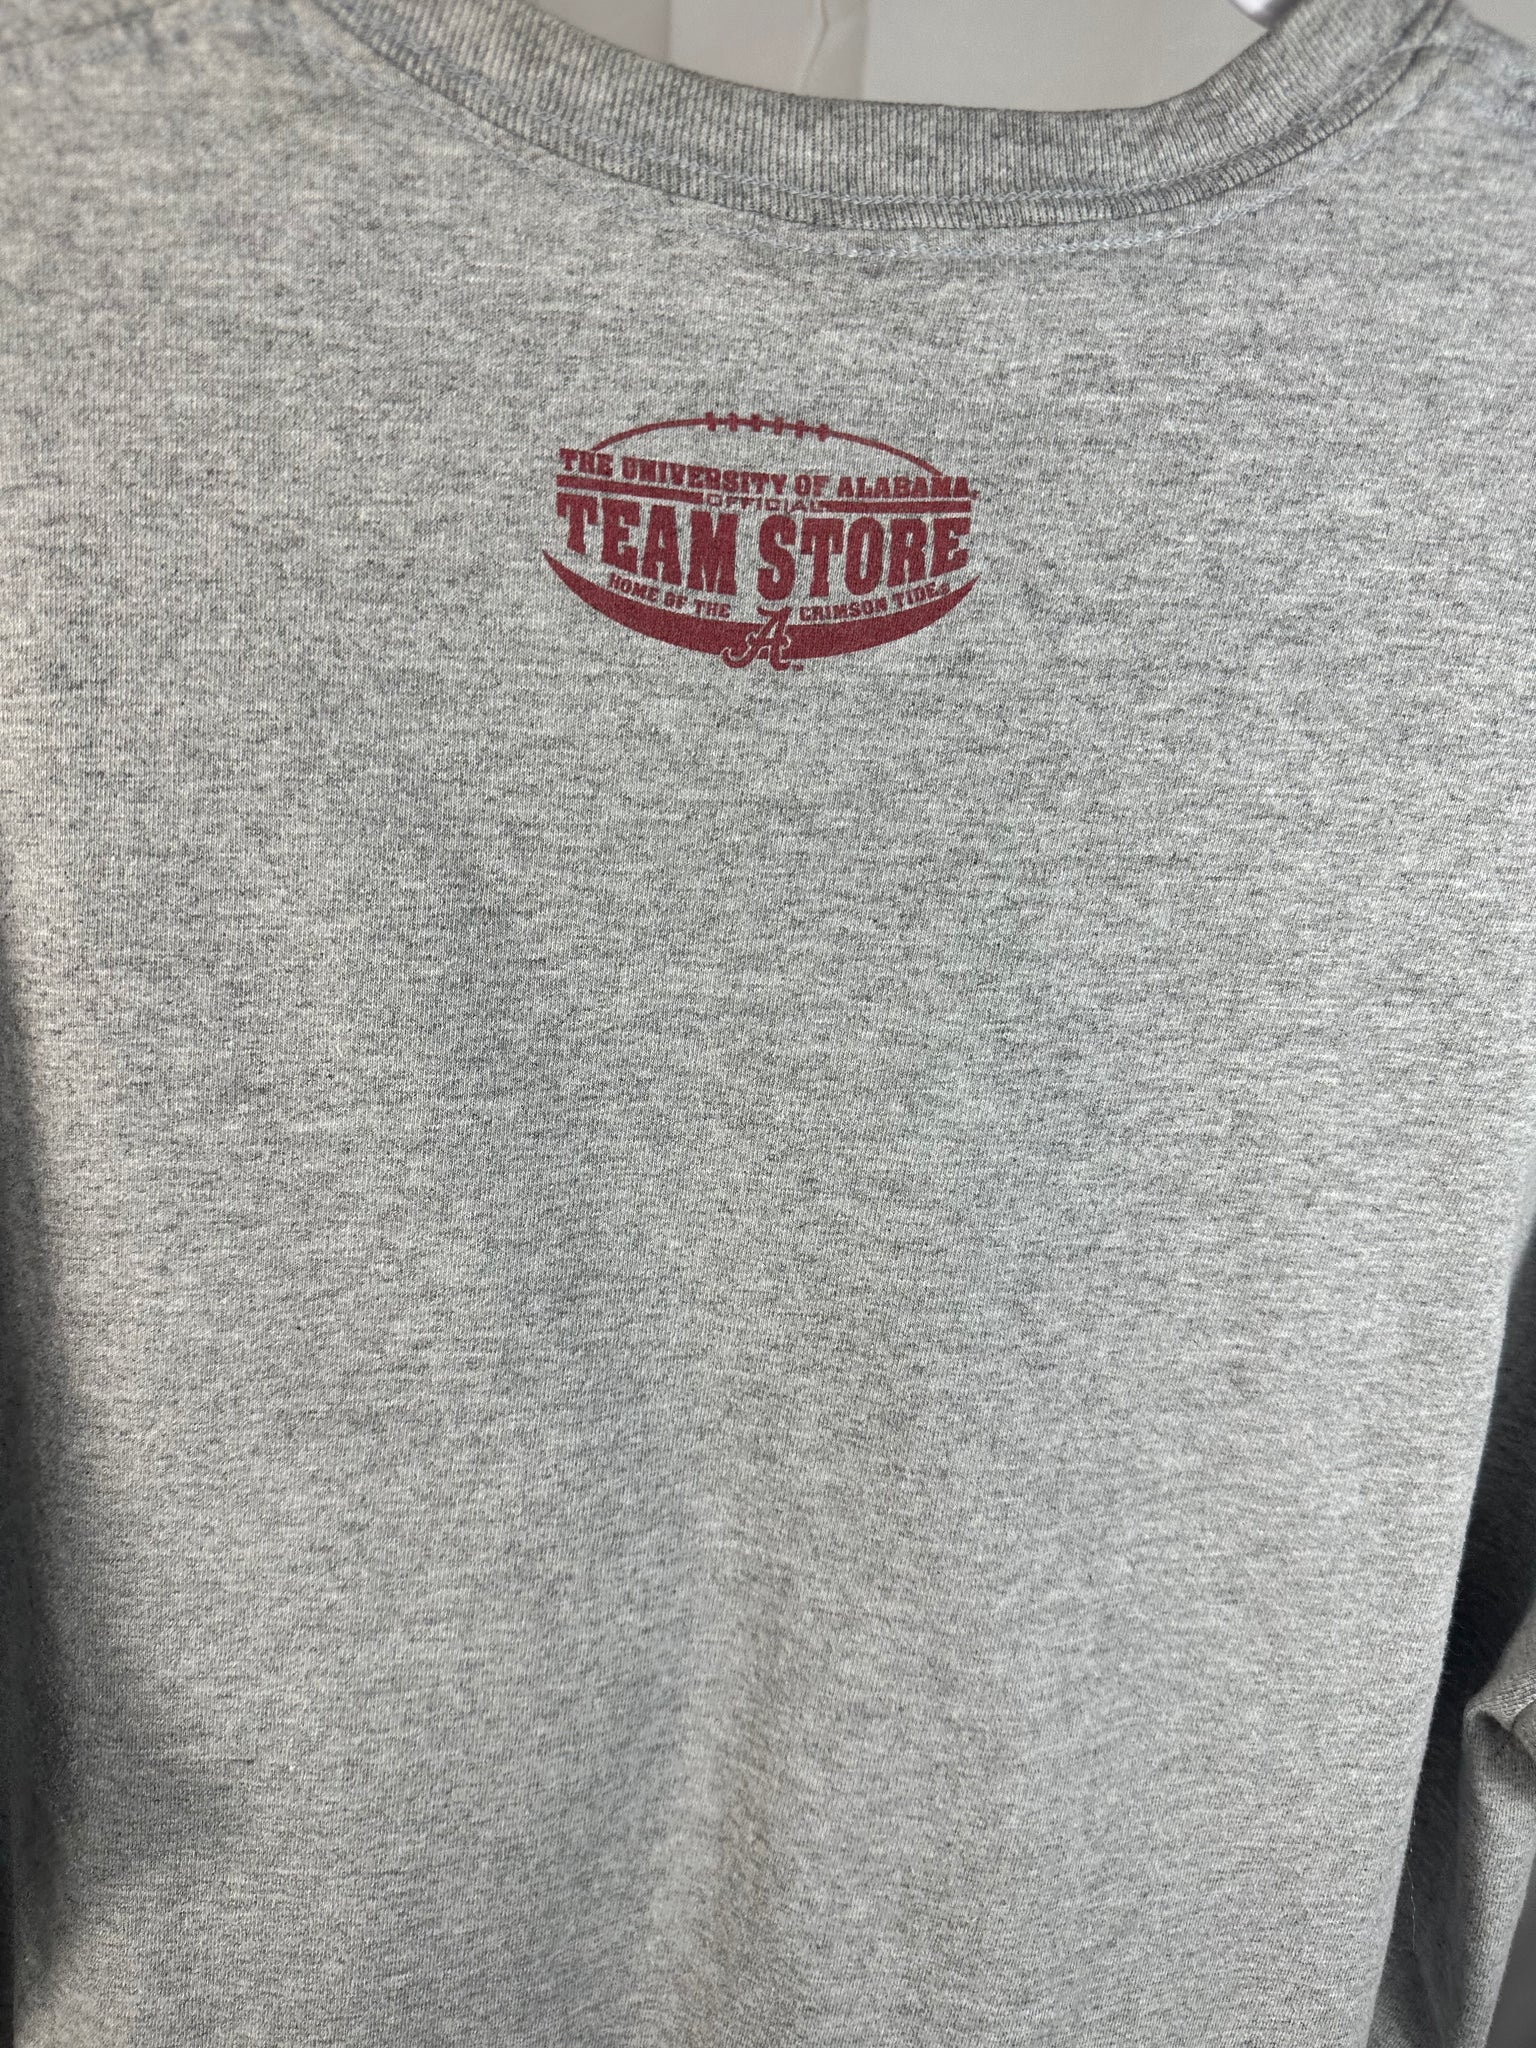 THE UNIVERSITY OF ALABAMA
OFFICIAL
TEAM STORE
HOME OF THE CRIMSON TIDE
A